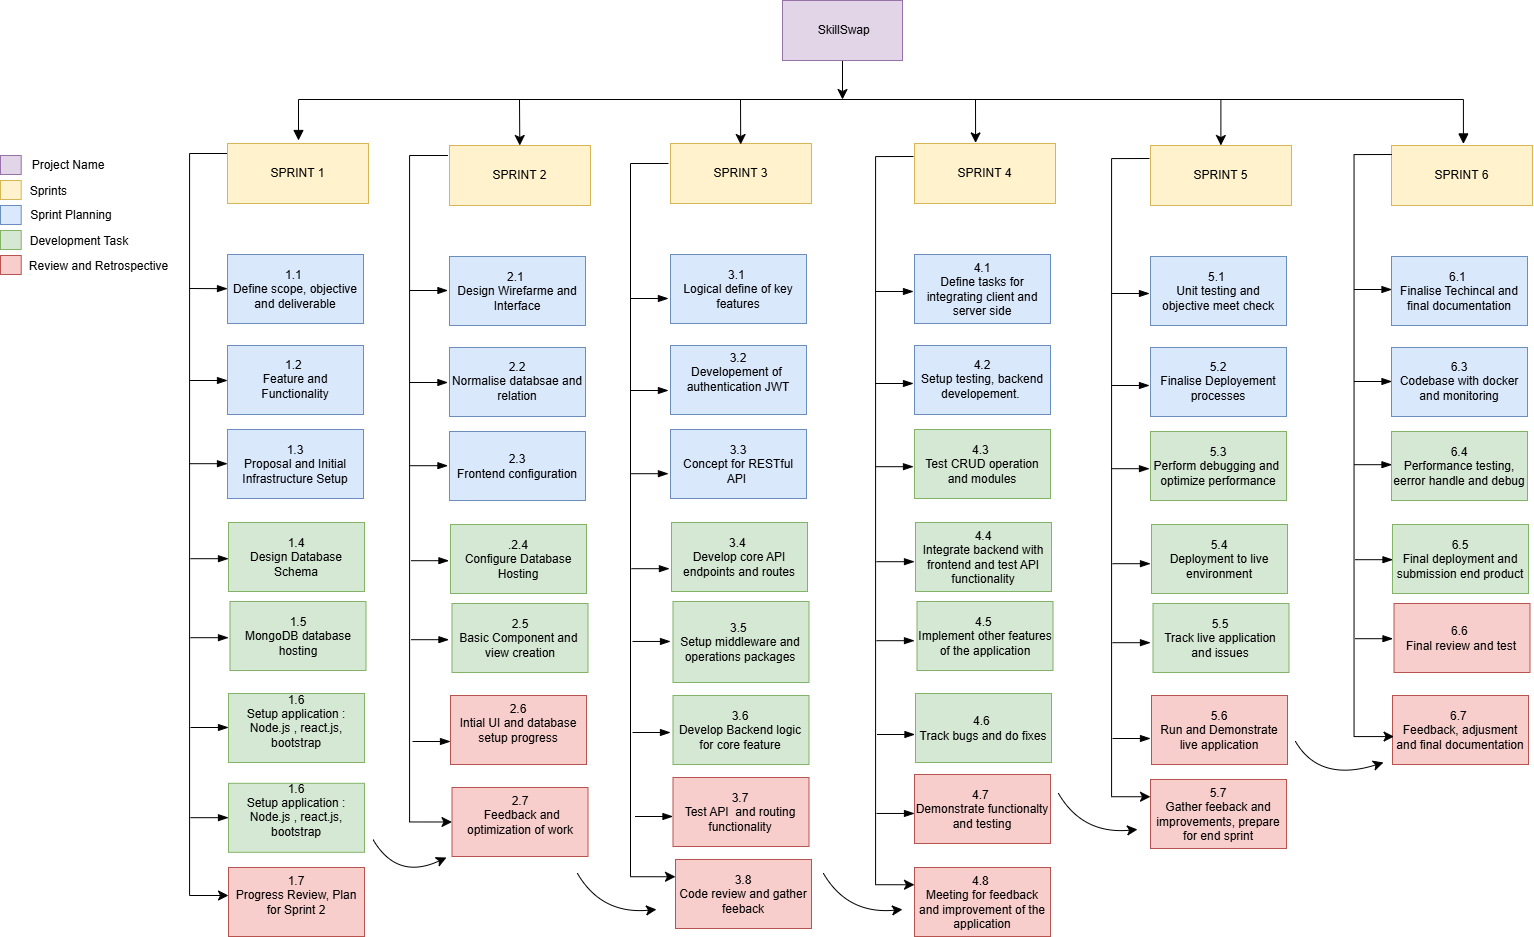 SkillSwap
Project Name
Sprints
Sprint Planning
Development Task
Review and Retrospective
SPRINT 1
1.1
Define scope, objective
and deliverable
1.2
Feature and
Functionality
1.3
Proposal and Initial
Infrastructure Setup
1.4
Design Database
Schema
1.5
MongoDB database
hosting
1.6
Setup application :
Node.js , react.js,
bootstrap
1.6
Setup application :
Node.js , react.js,
bootstrap
1.7
Progress Review, Plan
for Sprint 2
SPRINT 2
2.1
Design Wirefarme and
Interface
2.2
Normalise databsae and
relation
2.3
Frontend configuration
.2.4
Configure Database
Hosting
2.5
Basic Component and
view creation
2.6
Intial UI and database
setup progress
2.7
Feedback and
optimization of work
SPRINT 3
3.1
Logical define of key
features
3.2
Developement of
authentication JWT
3.3
Concept for RESTful
API
3.4
Develop core API
endpoints and routes
3.5
Setup middleware and
operations packages
3.6
Develop Backend logic
for core feature
3.7
Test API  and routing
functionality
3.8
Code review and gather
feeback
SPRINT 4
4.1
Define tasks for
integrating client and
server side
4.2
Setup testing, backend
developement.
4.3
Test CRUD operation
and modules
4.4
Integrate backend with
frontend and test API
functionality
4.5
Implement other features
of the application
4.6
Track bugs and do fixes
4.7
Demonstrate functionalty
and testing
4.8
Meeting for feedback
and improvement of the
application
SPRINT 5
5.1
Unit testing and
objective meet check
5.2
Finalise Deployement
processes
5.3
Perform debugging and
optimize performance
5.4
Deployment to live
environment
5.5
Track live application
and issues
5.6
Run and Demonstrate
live application
5.7
Gather feeback and
improvements, prepare
for end sprint
SPRINT 6
6.1
Finalise Techincal and
final documentation
6.3
Codebase with docker
and monitoring
6.4
Performance testing,
eerror handle and debug
6.5
Final deployment and
submission end product
6.6
Final review and test
6.7
Feedback, adjusment
and final documentation